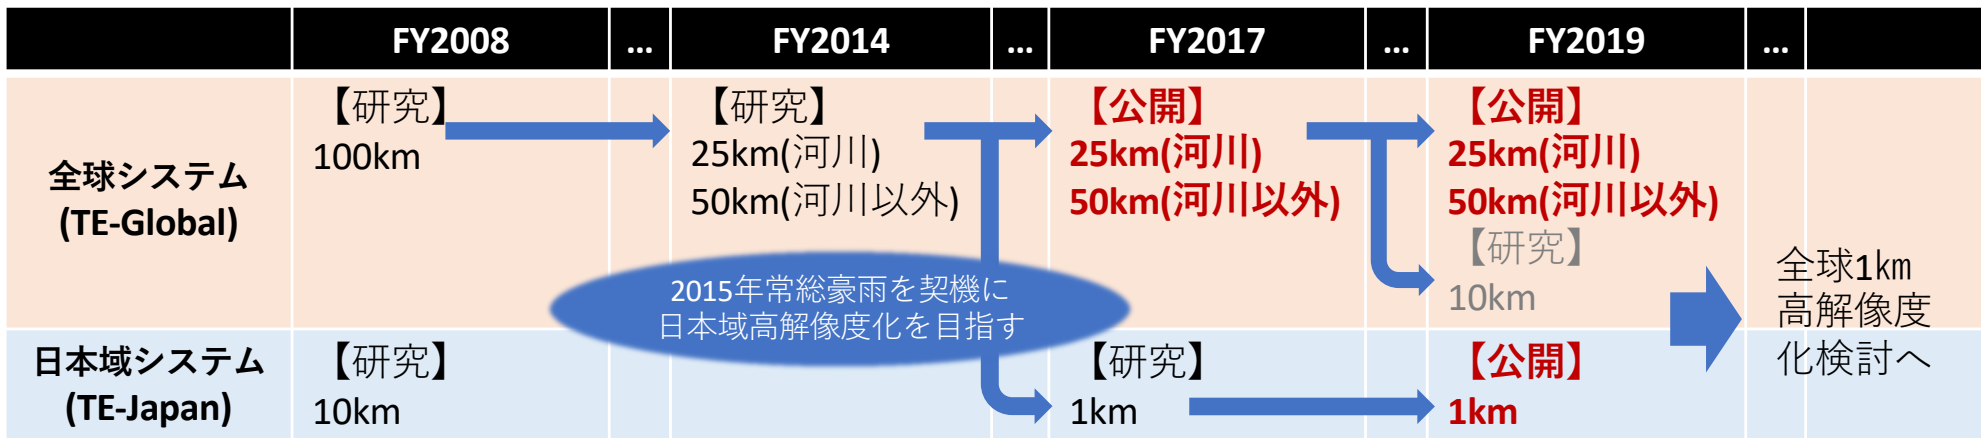 FY2008 ... FY2014 ... FY2017 ... FY2019 ...
全球システム
(TE-Global)
【研究】
100km
【研究】
25km(河川)
50km(河川以外)
【公開】
25km(河川)
50km(河川以外)
【公開】
25km(河川)
50km(河川以外)
【研究】
10km
2015年常総豪雨を契機に
日本域高解像度化を目指す
全球1km
高解像度
化検討へ
日本域システム
(TE-Japan)
【研究】
10km
【研究】
1km
【公開】
1km